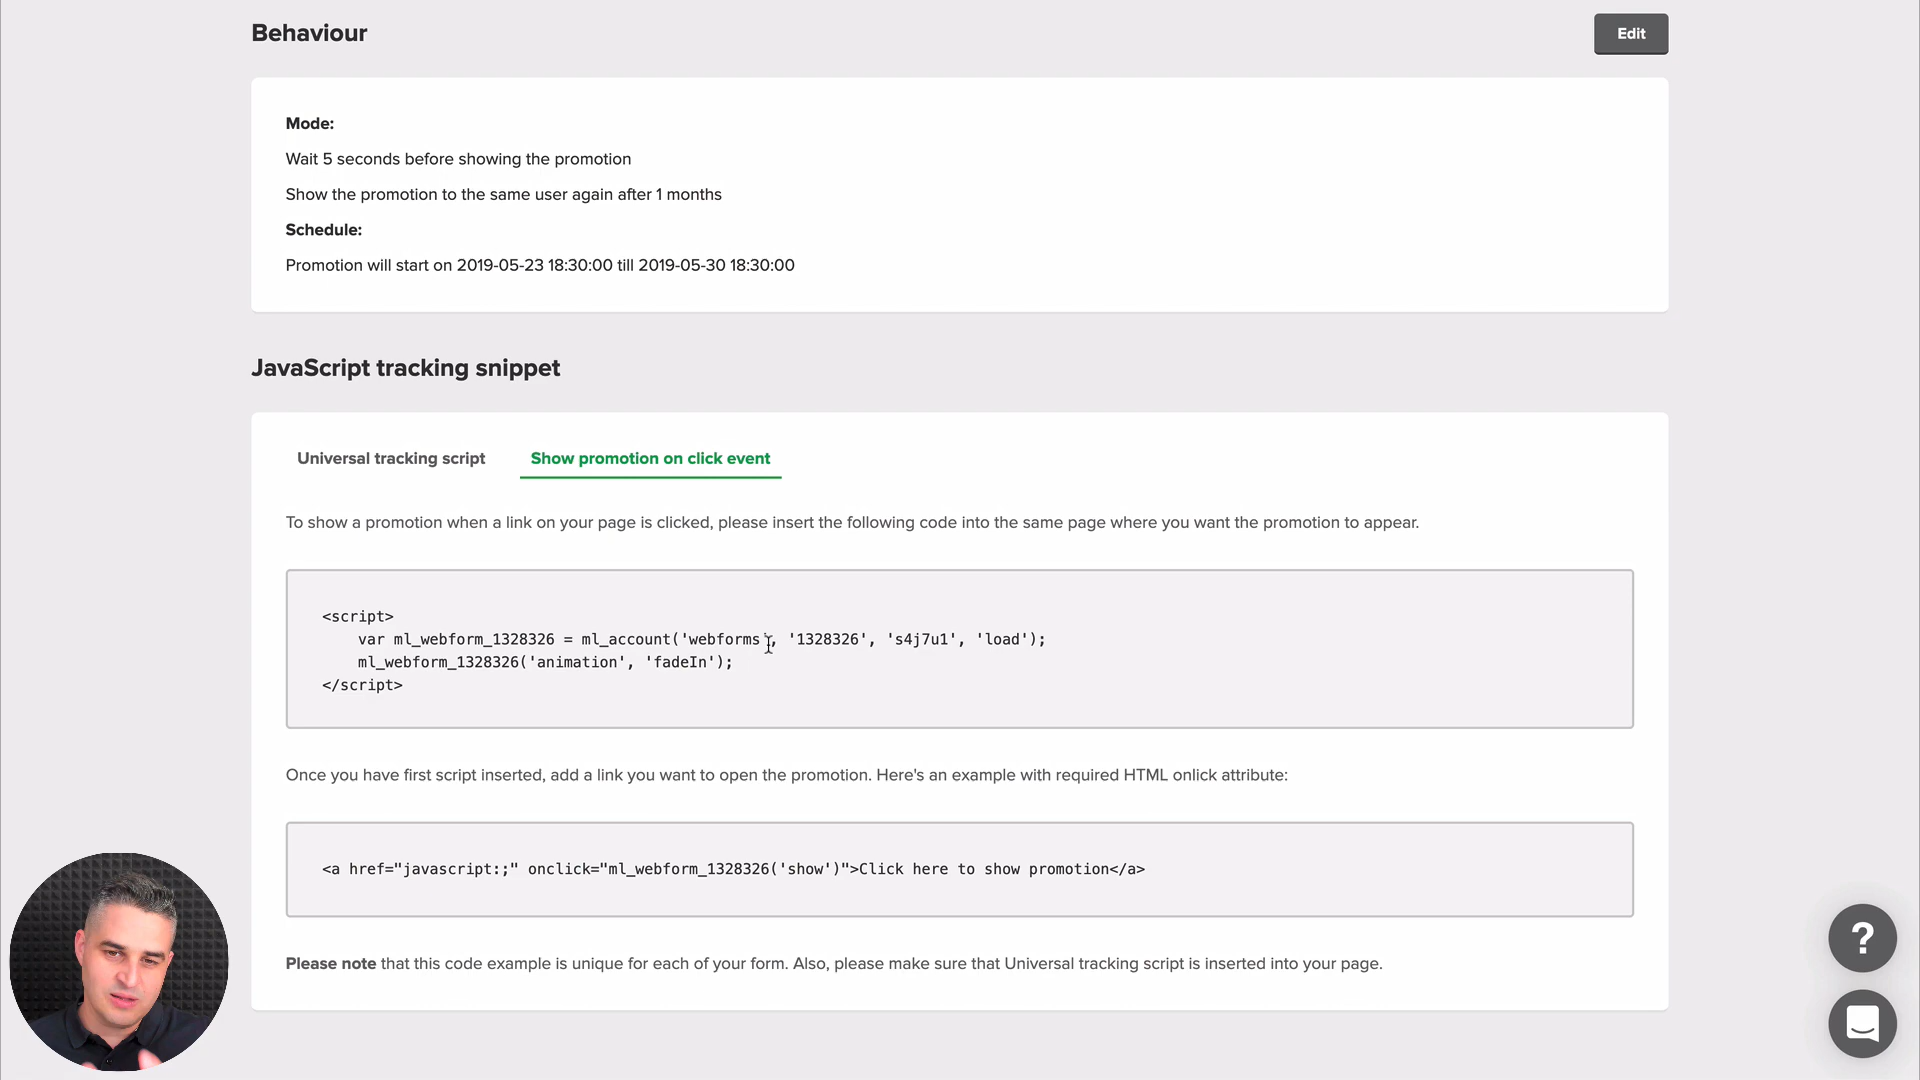 Behaviour
Edit
Mode:
Wait 5 seconds before showing the promotion
Show the promotion to the same user again after 1 months
Schedule:
Promotion will start on 2019-05-23 18:30:00 till 2019-05-30 18:30:00
JavaScript tracking snippet
Universal tracking script
Show promotion on click event
To show a promotion when a link on your page is clicked, please insert the following code into the same page where you want the promotion to appear.
<script>
    var ml_webform_1328326 = ml_account('webforms', '1328326', 's4j7u1', 'load');
    ml_webform_1328326('animation', 'fadeIn');
</script>
Once you have first script inserted, add a link you want to open the promotion. Here's an example with required HTML onlick attribute:
<a href="javascript:;" onclick="ml_webform_1328326('show')">Click here to show promotion</a>
Please note that this code example is unique for each of your form. Also, please make sure that Universal tracking script is inserted into your page.
?